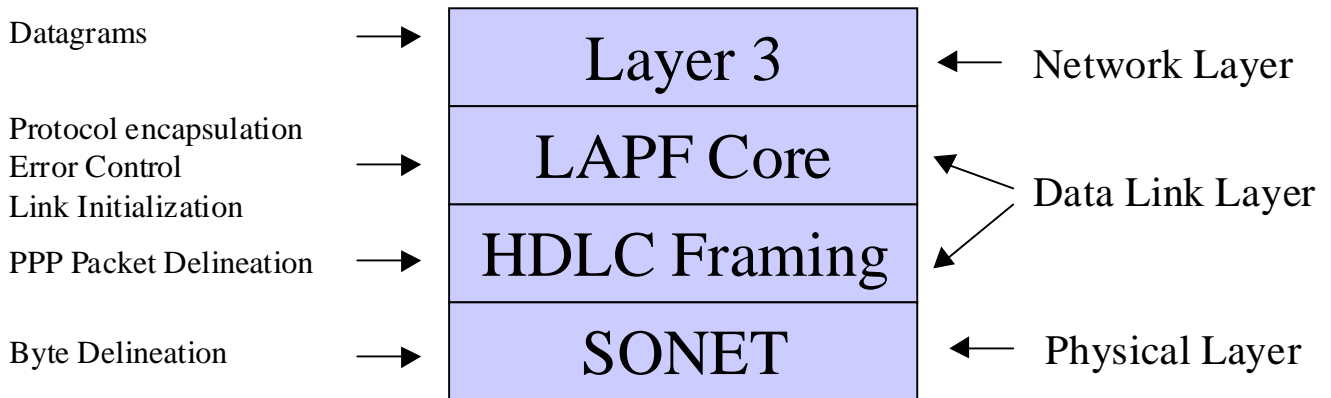 Datagrams
Layer 3
Network Layer
Protocol encapsulation
Error Control
Link Initialization
LAPF Core
Data Link Layer
PPP Packet Delineation
HDLC Framing
Byte Delineation
SONET
Physical Layer